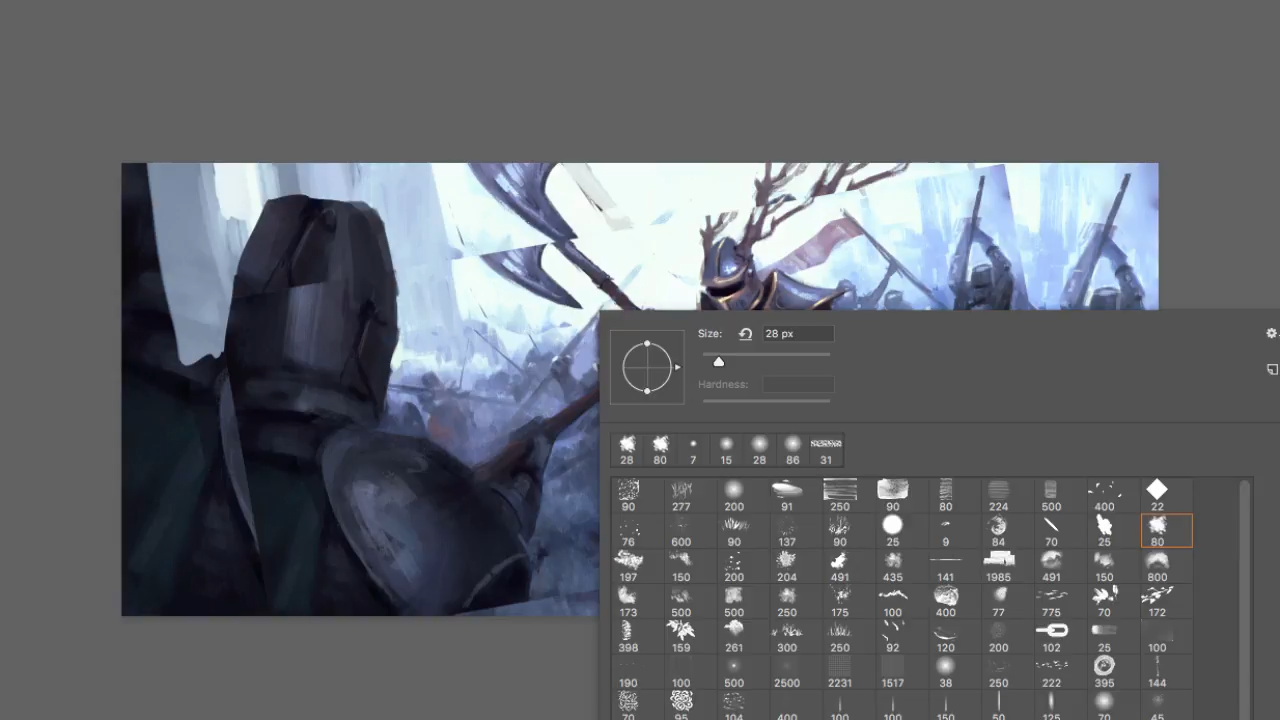 Size: 28 px
Hardness:
28 80 7 15 28 86 31
90 277 200 91 250 90 80 224 500 400 22
76 600 90 137 90 25 9 84 70 25 80
197 150 200 204 491 435 141 1985 491 150 800
173 500 500 250 175 100 400 77 775 70 172
398 159 261 300 250 92 120 200 102 25 100
190 100 500 2500 2231 1517 38 250 222 395 144
70 95 104 400 100 100 150 50 125 70 45